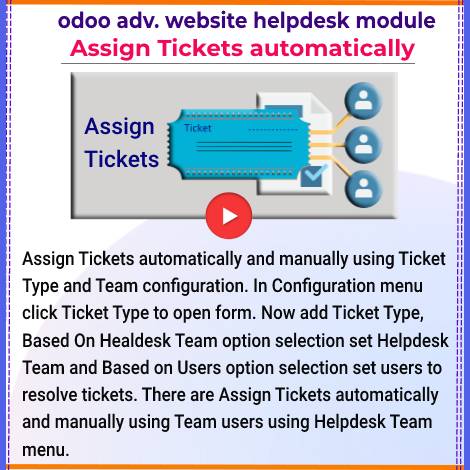 odoo adv. website helpdesk module
Assign Tickets automatically
Assign
Tickets
Ticket
Assign Tickets automatically and manually using Ticket
Type and Team configuration. In Configuration menu
click Ticket Type to open form. Now add Ticket Type,
Based On Healdesk Team option selection set Helpdesk
Team and Based on Users option selection set users to
resolve tickets. There are Assign Tickets automatically
and manually using Team users using Helpdesk Team
menu.